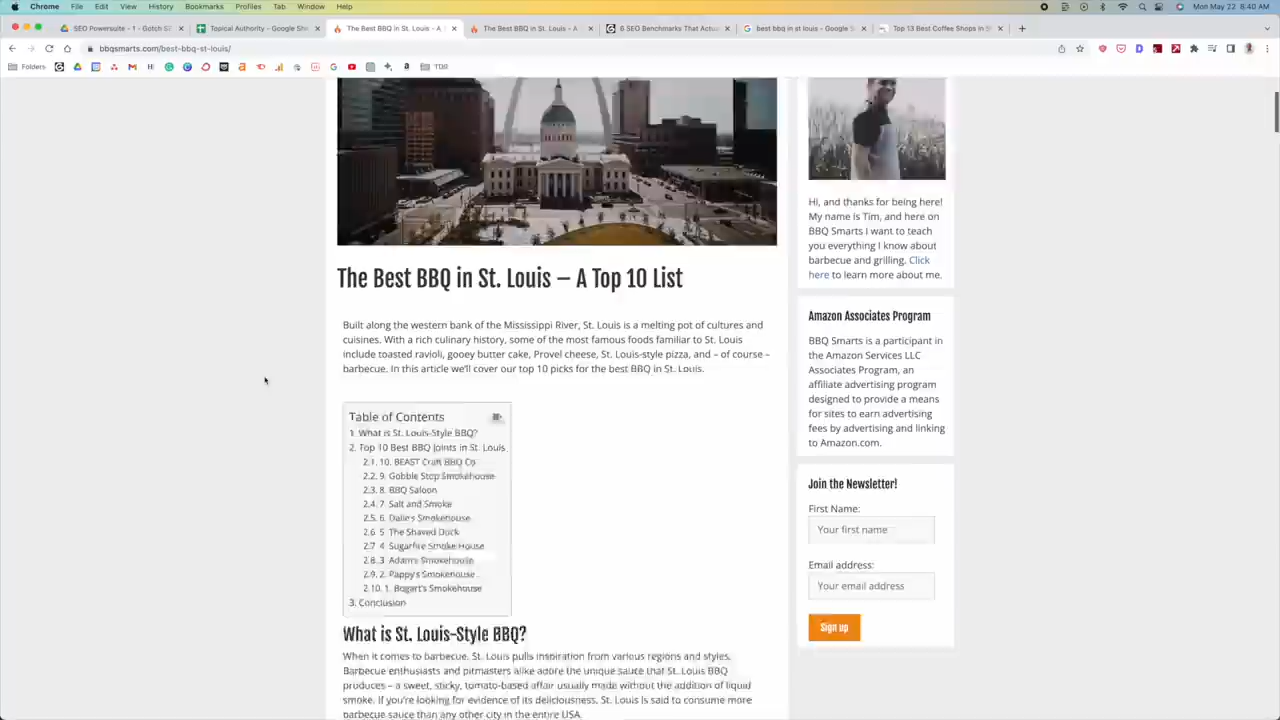 Chrome File Edit View History Bookmarks Profiles Tab Window Help Mon May 22 8:40 AM
SEO Powersuite - 1 - Gotch S
Topical Authority - Google She
The Best BBQ in St. Louis - A
The Best BBQ in St. Louis - A
6 SEO Benchmarks That Actua
best bbq in st louis - Google S
Top 13 Best Coffee Shops In S
bbqsmarts.com/best-bbq-st-louis/
Folders
The Best BBQ in St. Louis – A Top 10 List
Built along the western bank of the Mississippi River, St. Louis is a melting pot of cultures and
cuisines. With a rich culinary history, some of the most famous foods familiar to St. Louis
include toasted ravioli, gooey butter cake, Provel cheese, St. Louis-style pizza, and – of course –
barbecue. In this article we'll cover our top 10 picks for the best BBQ in St. Louis.
Table of Contents
1. What is St. Louis-Style BBQ?
2. Top 10 Best BBQ Joints in St. Louis
2.1. 10. BEAST Craft BBQ Co
2.2. 9. Gobble Stop Smokehouse
2.3. 8. BBQ Saloon
2.4. 7. Salt and Smoke
2.5. 6. Dalie's Smokehouse
2.6. 5. The Shaved Duck
2.7. 4. Sugarfire Smoke House
2.8. 3. Adam's Smokehouse
2.9. 2. Pappy's Smokehouse
2.10. 1. Bogart's Smokehouse
3. Conclusion
What is St. Louis-Style BBQ?
When it comes to barbecue, St. Louis pulls inspiration from various regions and styles.
Barbecue enthusiasts and pitmasters alike adore the unique sauce that St. Louis BBQ
produces – a sweet, sticky, tomato-based affair usually made without the addition of liquid
smoke. If you're looking for evidence of its deliciousness, St. Louis is said to consume more
barbecue sauce than any other city in the entire USA.
Hi, and thanks for being here!
My name is Tim, and here on
BBQ Smarts I want to teach
you everything I know about
barbecue and grilling. Click
here to learn more about me.
Amazon Associates Program
BBQ Smarts is a participant in
the Amazon Services LLC
Associates Program, an
affiliate advertising program
designed to provide a means
for sites to earn advertising
fees by advertising and linking
to Amazon.com.
Join the Newsletter!
First Name:
Your first name
Email address:
Your email address
Sign up